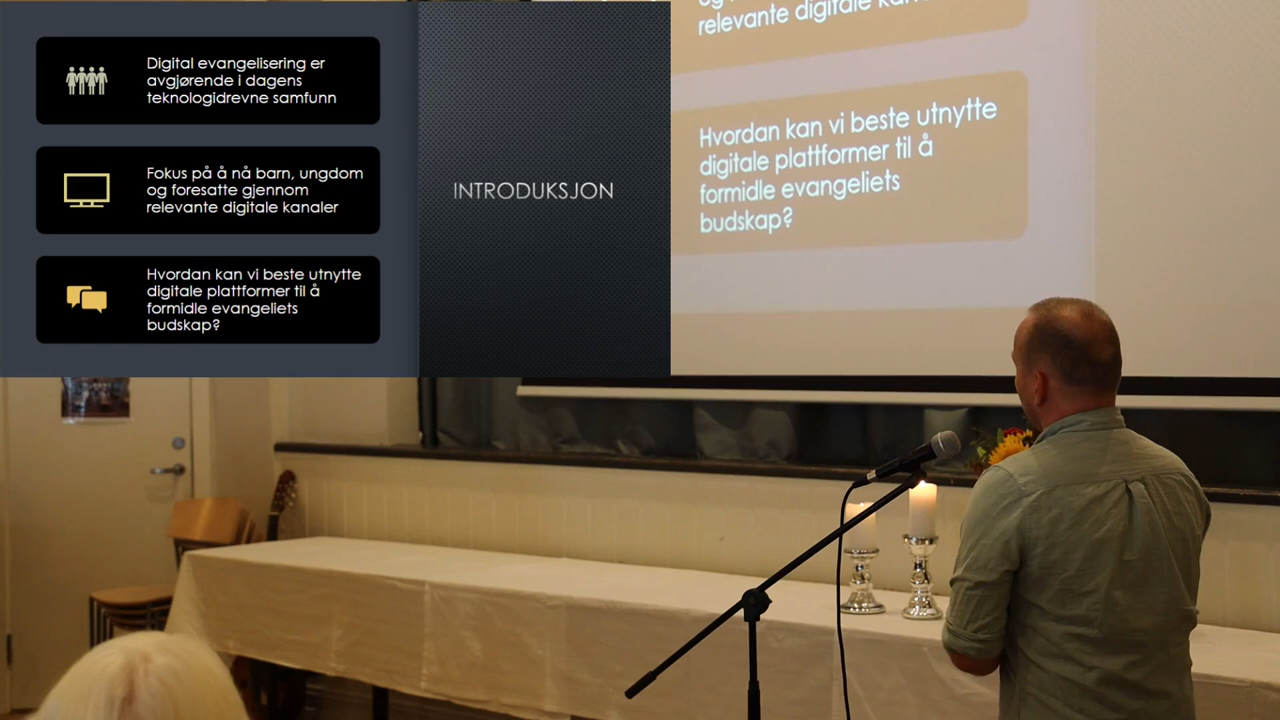 Digital evangelisering er
avgjørende i dagens
teknologidrevne samfunn
Fokus på å nå barn, ungdom
og foresatte gjennom
relevante digitale kanaler
Hvordan kan vi beste utnytte
digitale plattformer til å
formidle evangeliets
budskap?
INTRODUKSJON
relevante digitale
Hvordan kan vi beste utnytte
digitale plattformer til å
formidle evangeliets
budskap?